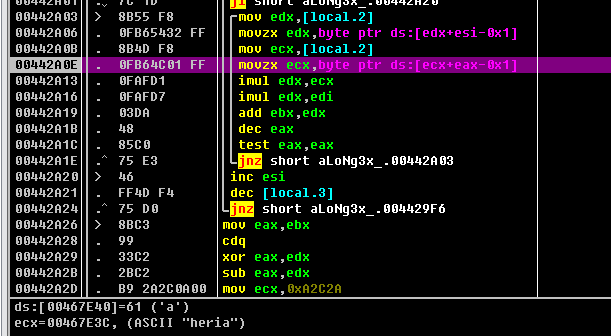 00442A01 . 7C 1D jl short aLoNg3x_.00442A20
00442A03 > 8B55 F8 mov edx,[local.2]
00442A06 . 0FB65432 FF movzx edx,byte ptr ds:[edx+esi-0x1]
00442A0B . 8B4D F8 mov ecx,[local.2]
00442A0E . 0FB64C01 FF movzx ecx,byte ptr ds:[ecx+eax-0x1]
00442A13 . 0FAFD1 imul edx,ecx
00442A16 . 0FAFD7 imul edx,edi
00442A19 . 03DA add ebx,edx
00442A1B . 48 dec eax
00442A1C . 85C0 test eax,eax
00442A1E .^ 75 E3 jnz short aLoNg3x_.00442A03
00442A20 > 46 inc esi
00442A21 . FF4D F4 dec [local.3]
00442A24 .^ 75 D0 jnz short aLoNg3x_.004429F6
00442A26 > 8BC3 mov eax,ebx
00442A28 . 99 cdq
00442A29 . 33C2 xor eax,edx
00442A2B . 2BC2 sub eax,edx
00442A2D . B9 2A2C0A00 mov ecx,0xA2C2A
ds:[00467E40]=61 ('a')
ecx=00467E3C, (ASCII "heria")